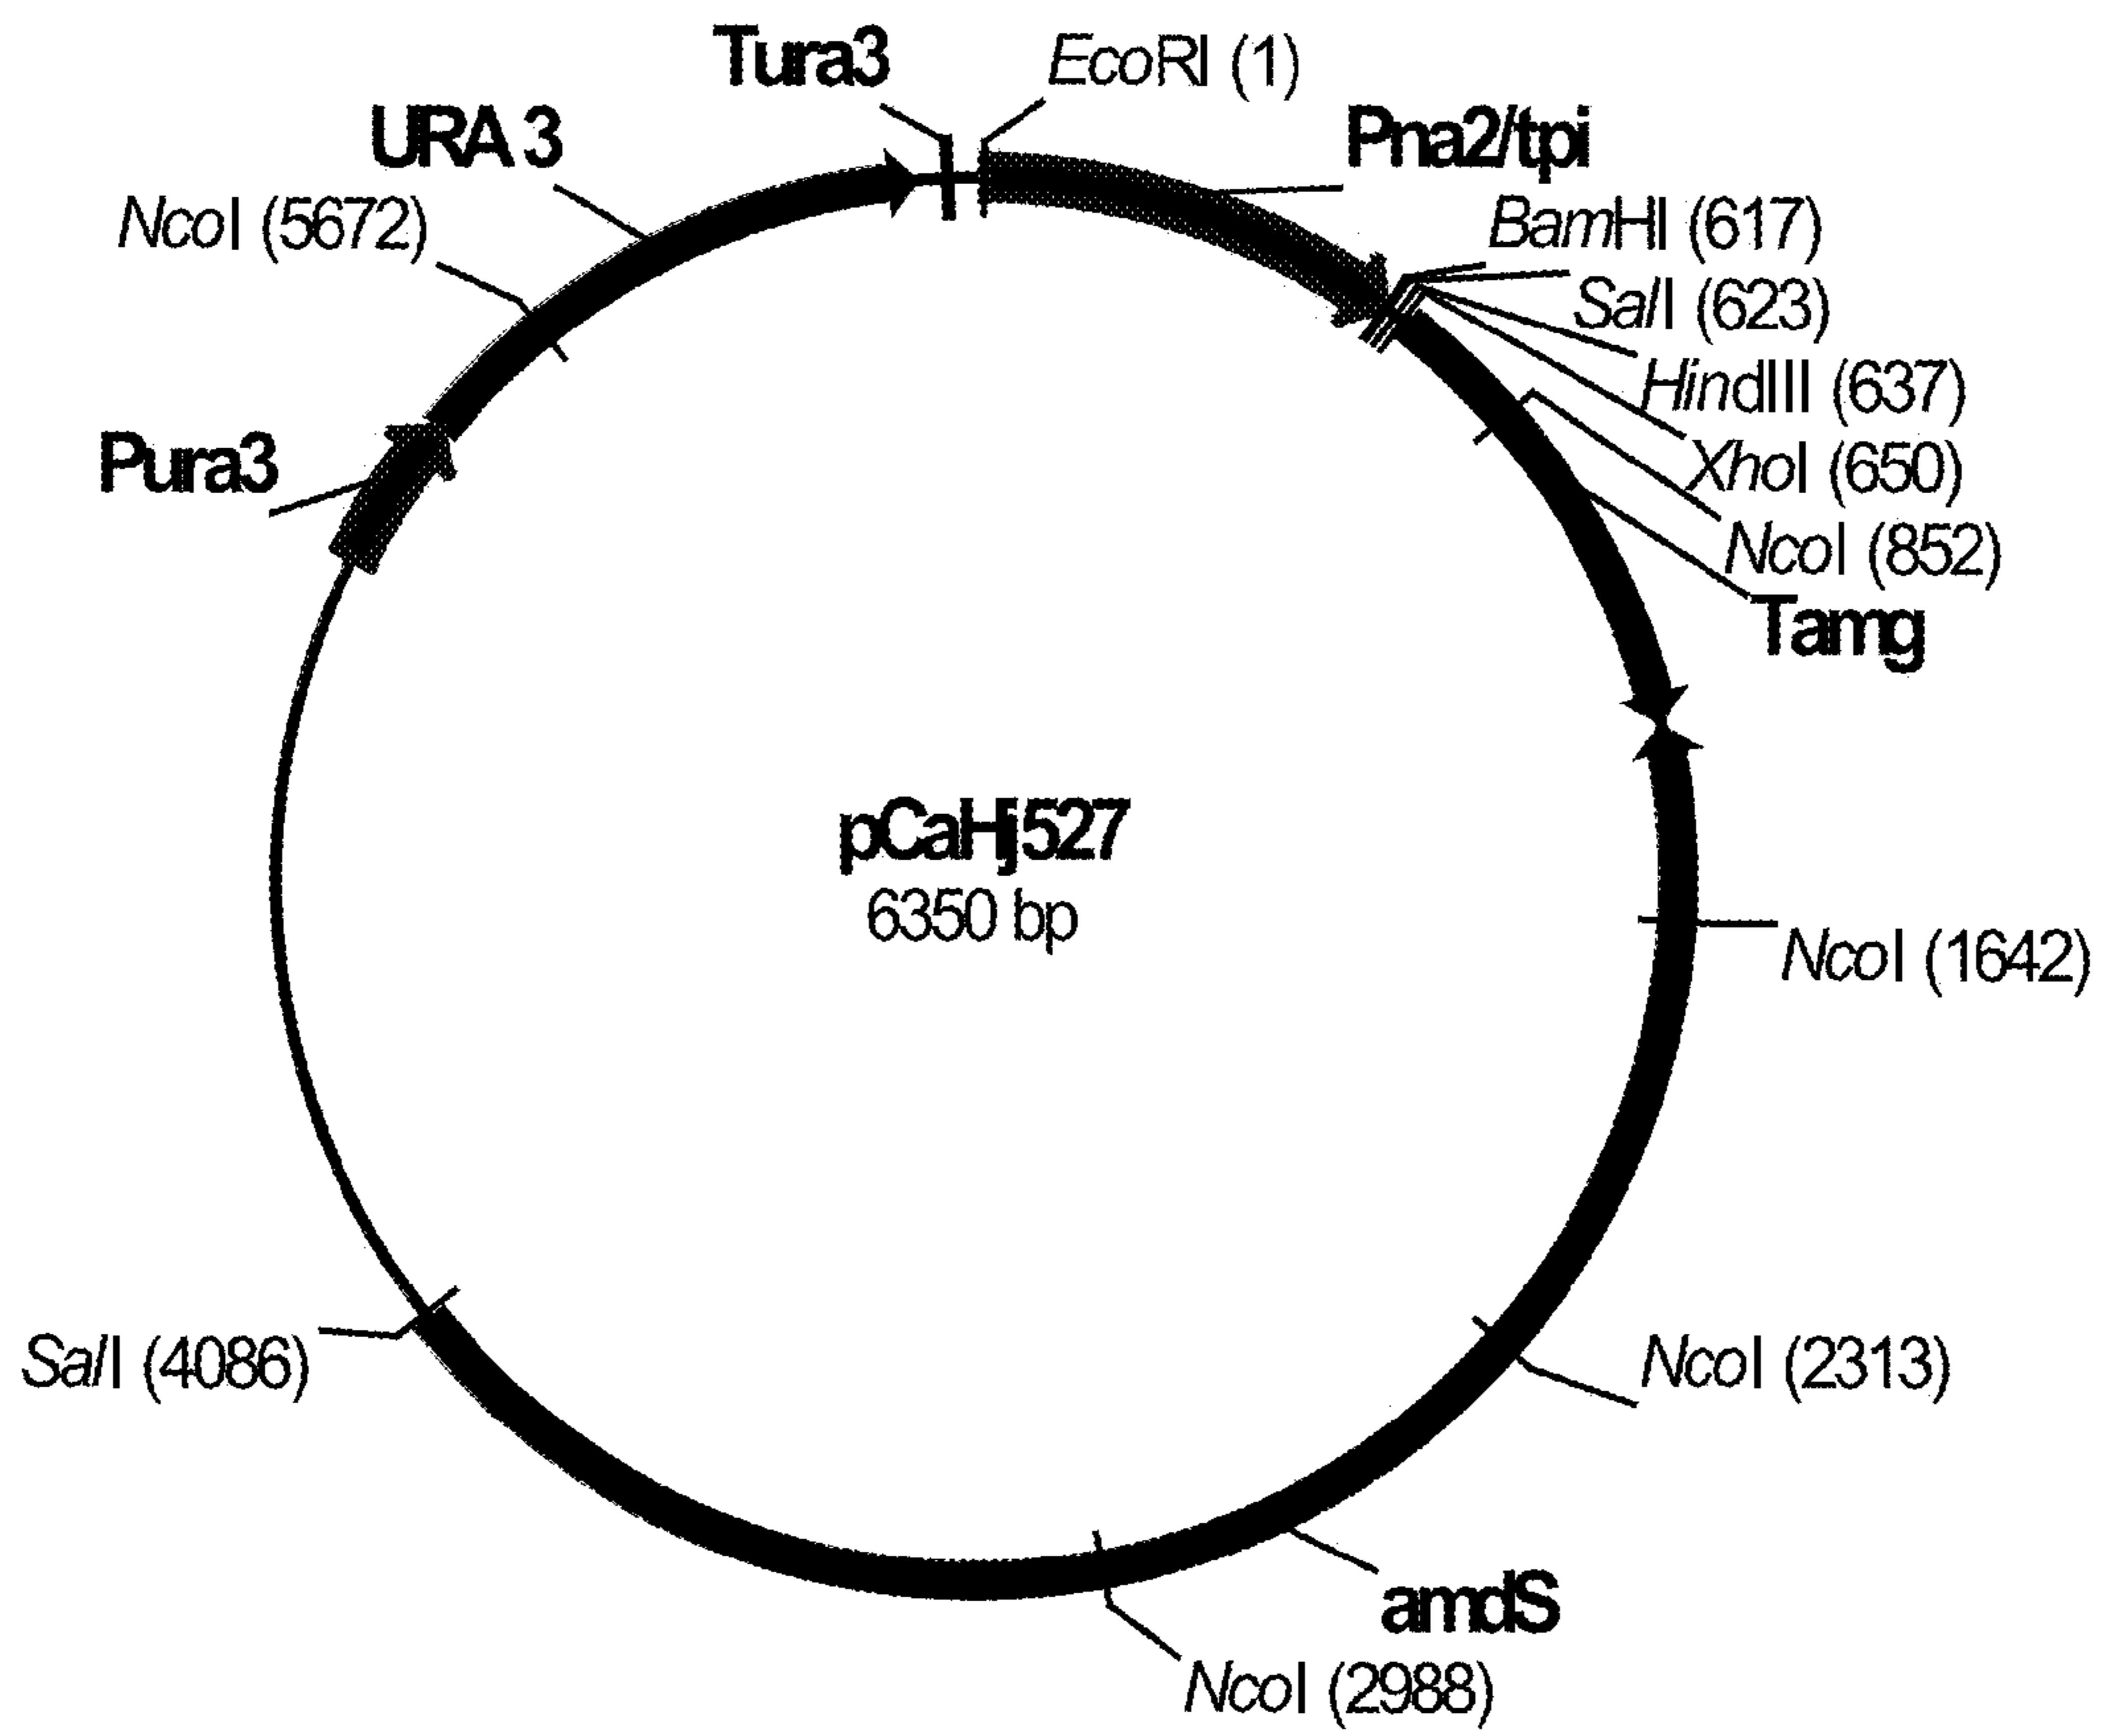 Tura3
EcoRI (1)
URA 3
Pna2/tpi
NcoI (5672)
BamHI (617)
SalI (623)
HindIII (637)
Pura3
XhoI (650)
NcoI (852)
Tamg
pCaHj527
6350 bp
NcoI (1642)
SalI (4086)
NcoI (2313)
amdS
NcoI (2988)